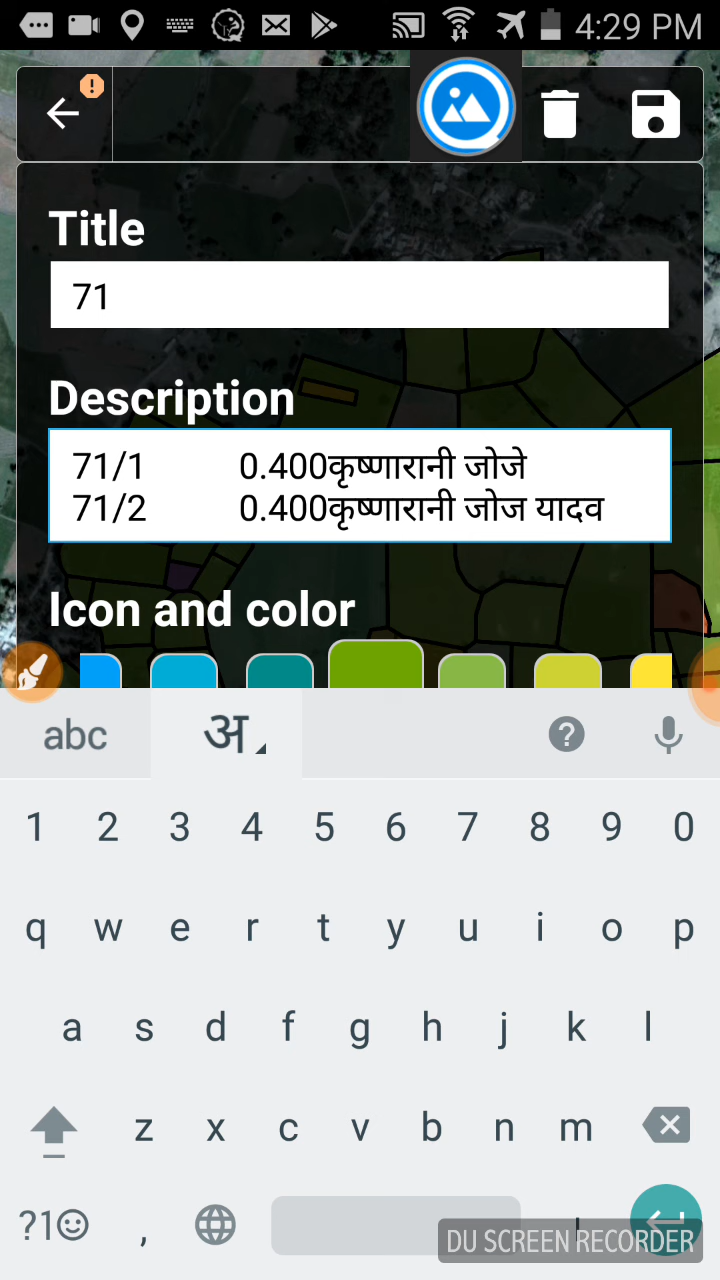 4:29 PM
Title
71
Description
71/1 0.400कृष्णारानी जोजे
71/2 0.400कृष्णारानी जोज यादव
Icon and color
abc अ ?
1 2 3 4 5 6 7 8 9 0
q w e r t y u i o p
a s d f g h j k l
z x c v b n m
?1 ,
DU SCREEN RECORDER